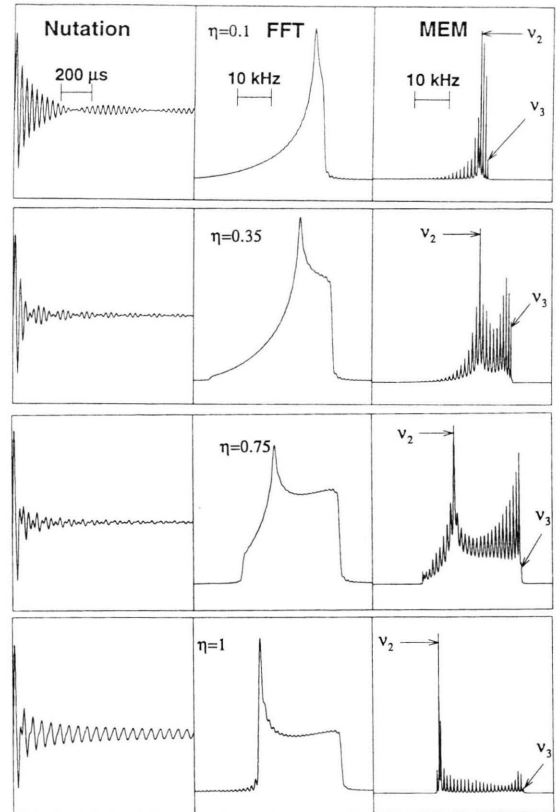 Nutation
η=0.1 FFT
MEM
200 μs
10 kHz
10 kHz
ν2
ν3
η=0.35
ν2
ν3
η=0.75
ν2
ν3
η=1
ν2
ν3